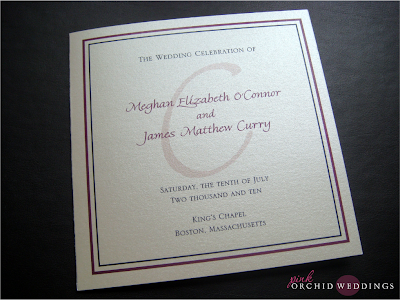 The Wedding Celebration of
C
Meghan Elizabeth O'Connor
and
James Matthew Curry
Saturday, the tenth of July
Two thousand and ten
King's Chapel
Boston, Massachusetts
pink
ORCHID WEDDINGS